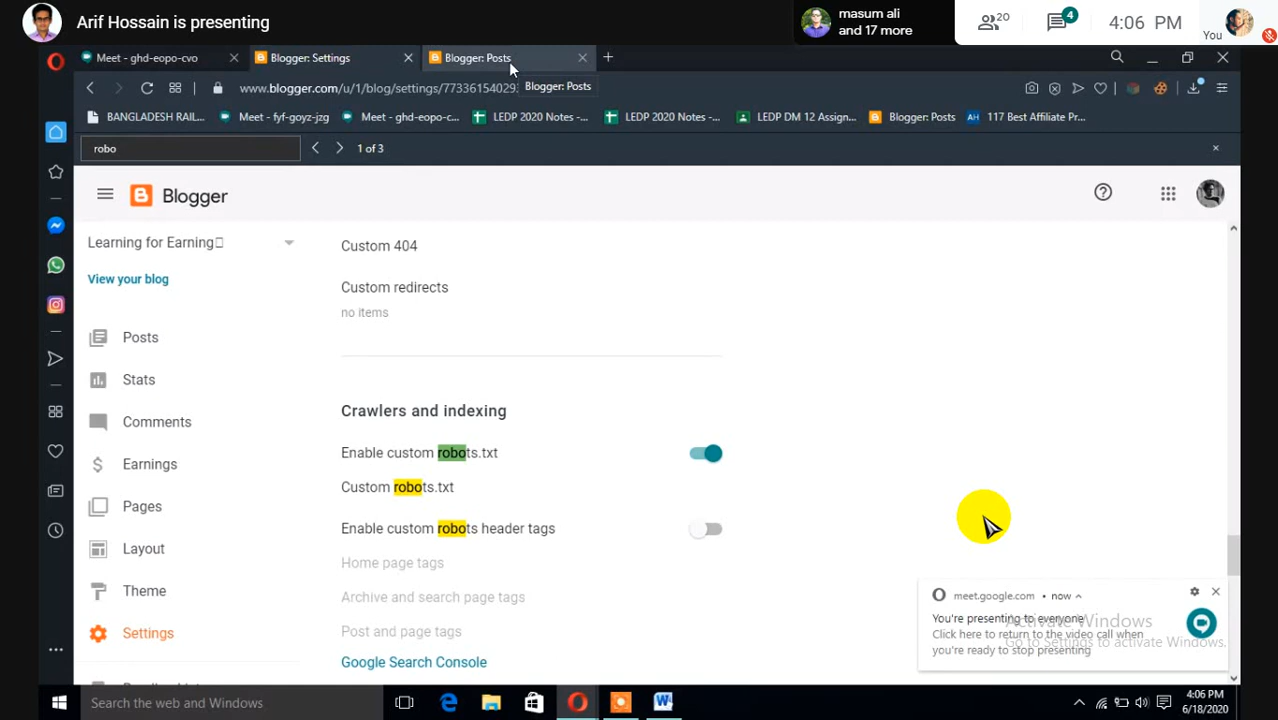 Arif Hossain is presenting
masum ali
and 17 more
20
4
4:06 PM
You
Meet - ghd-eopo-cvo
Blogger: Settings
Blogger: Posts
Blogger: Posts
www.blogger.com/u/1/blog/settings/77336154029
BANGLADESH RAIL...
Meet - fyf-goyz-jzg
Meet - ghd-eopo-c...
LEDP 2020 Notes -...
LEDP 2020 Notes -...
LEDP DM 12 Assign...
Blogger: Posts
117 Best Affiliate Pr...
robo
1 of 3
Blogger
Learning for Earning
View your blog
Posts
Stats
Comments
Earnings
Pages
Layout
Theme
Settings
Custom 404
Custom redirects
no items
Crawlers and indexing
Enable custom robots.txt
Custom robots.txt
Enable custom robots header tags
Home page tags
Archive and search page tags
Post and page tags
Google Search Console
meet.google.com • now
You're presenting to everyone
Click here to return to the video call when
you're ready to stop presenting
Activate Windows
Go to Settings to activate Windows.
Search the web and Windows
4:06 PM
6/18/2020